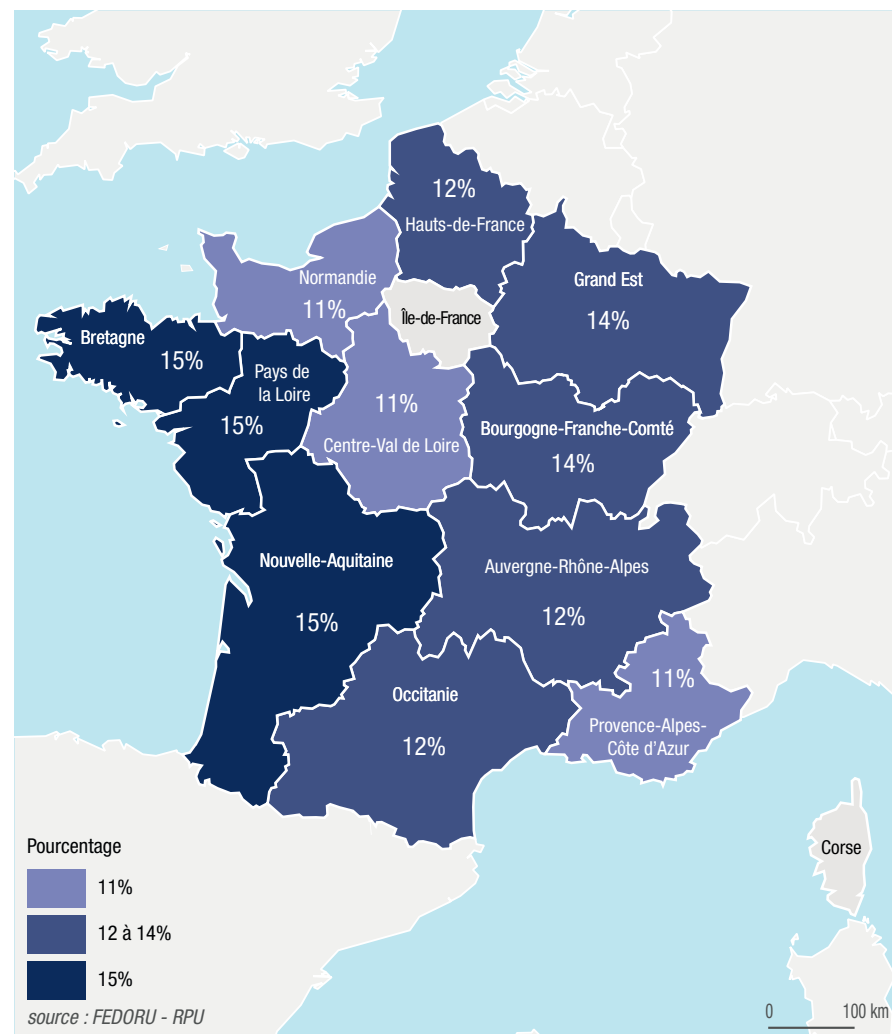 12%
Hauts-de-France
Normandie
11%
Île-de-France
Grand Est
14%
Bretagne
15%
Pays de
la Loire
15%
11%
Centre-Val de Loire
Bourgogne-Franche-Comté
14%
Nouvelle-Aquitaine
15%
Auvergne-Rhône-Alpes
12%
Occitanie
12%
11%
Provence-Alpes-
Côte d'Azur
Corse
Pourcentage
11%
12 à 14%
15%
source : FEDORU - RPU
0 100 km